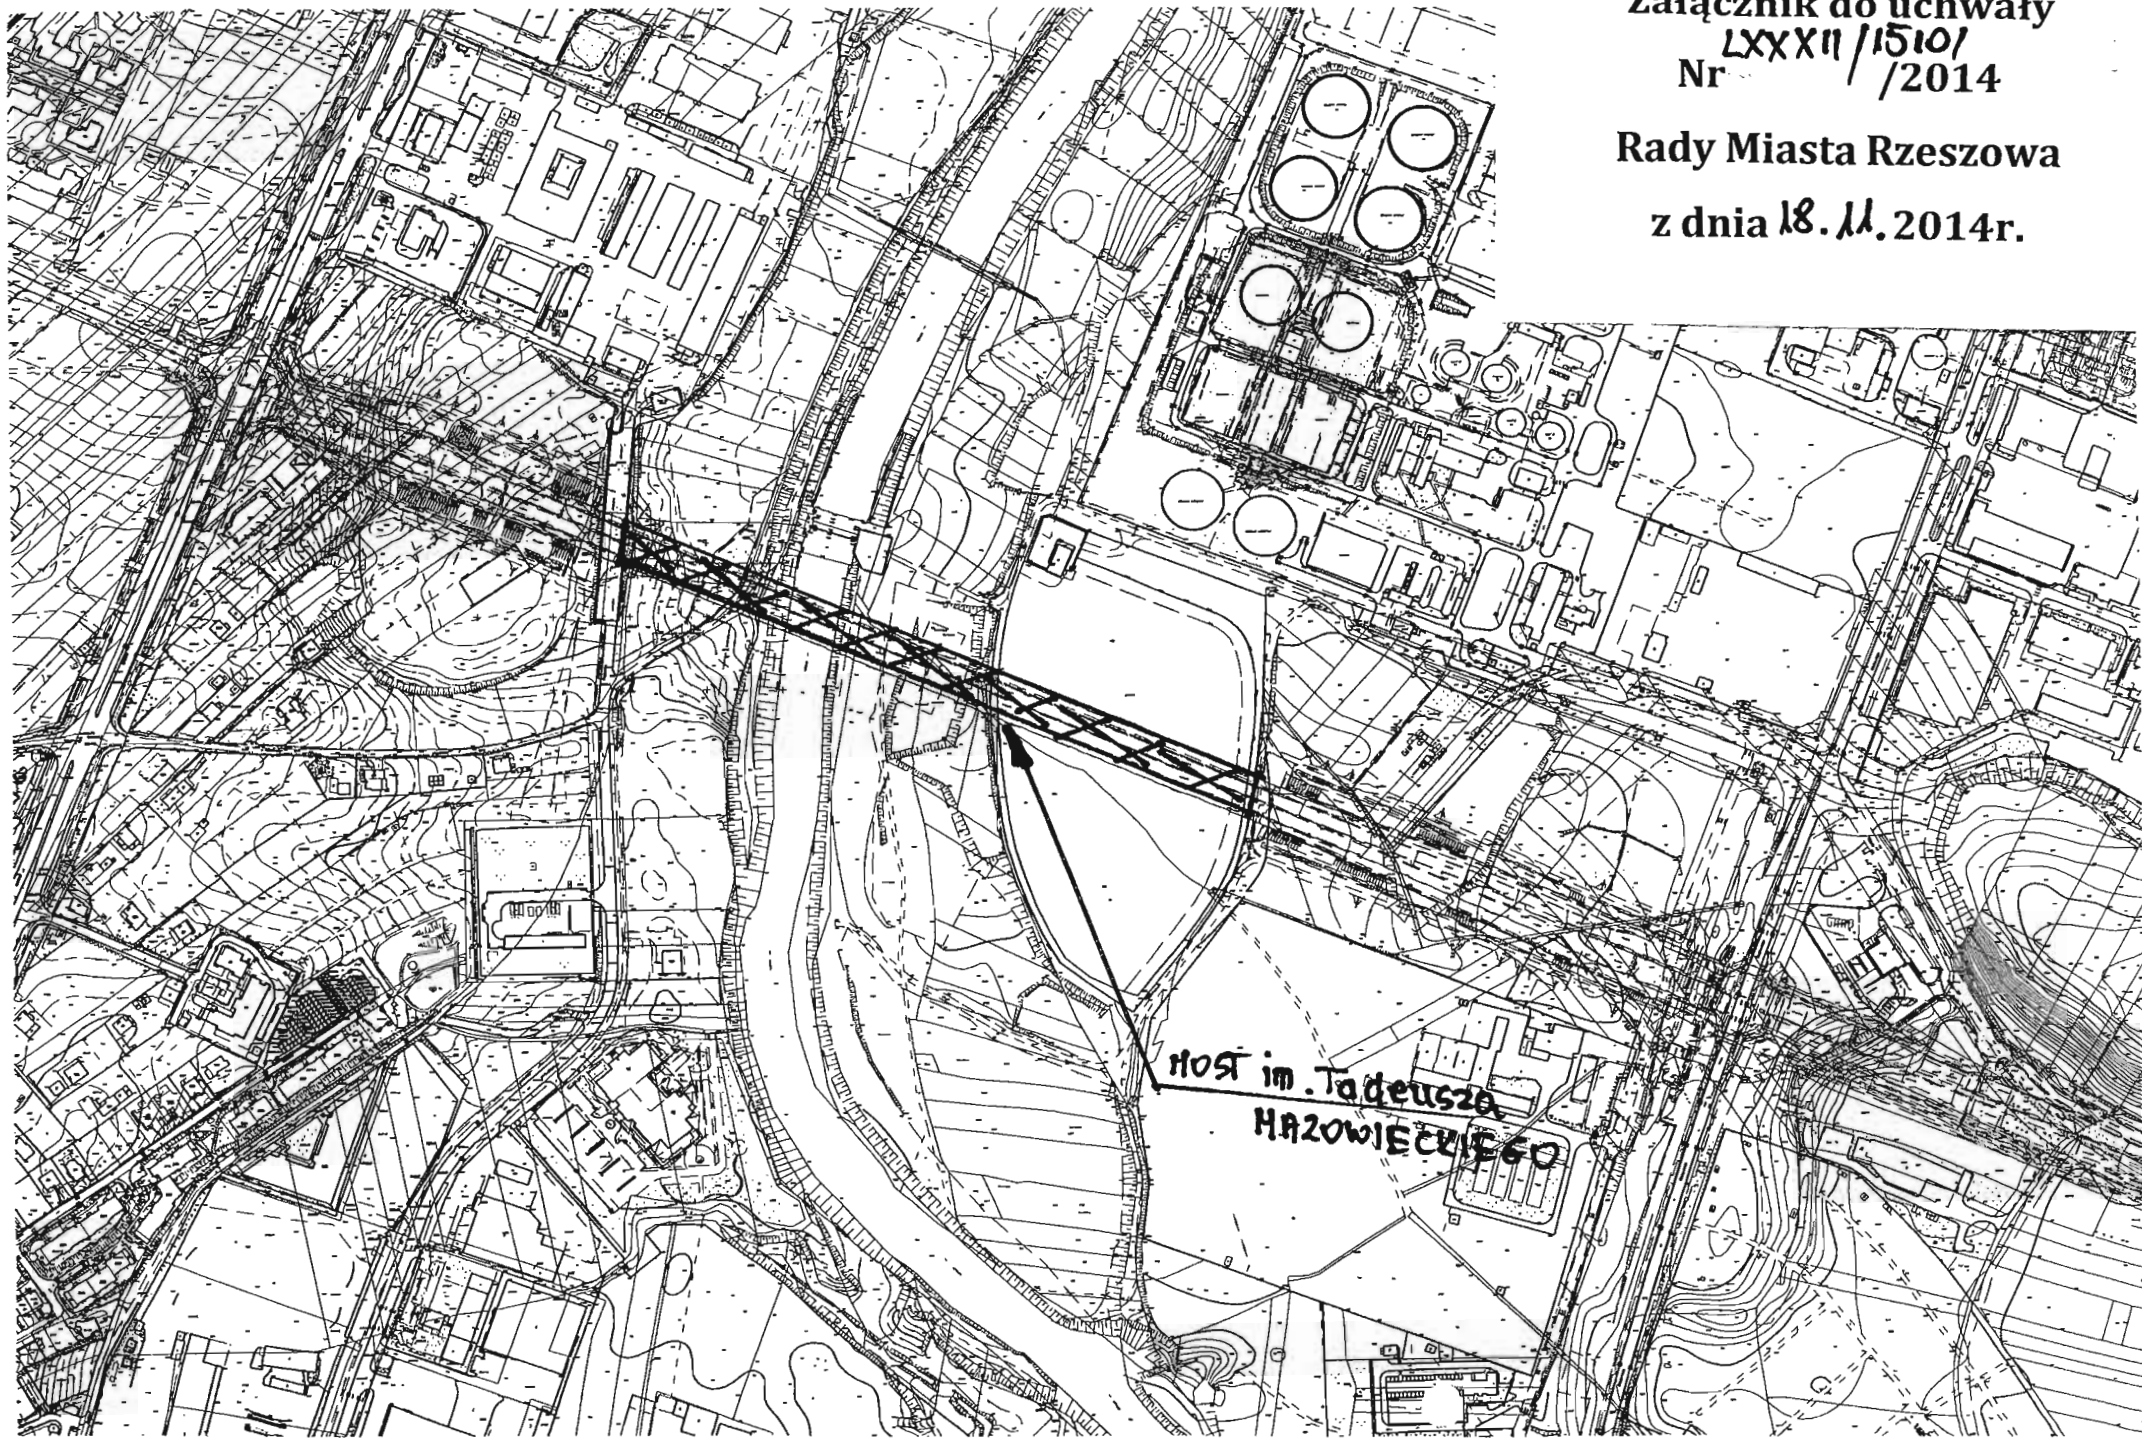 Załącznik do uchwały
LXXXII/1510/
Nr /2014
Rady Miasta Rzeszowa
z dnia 18.11.2014r.
MOST im. Tadeusza
MAZOWIECKIEGO